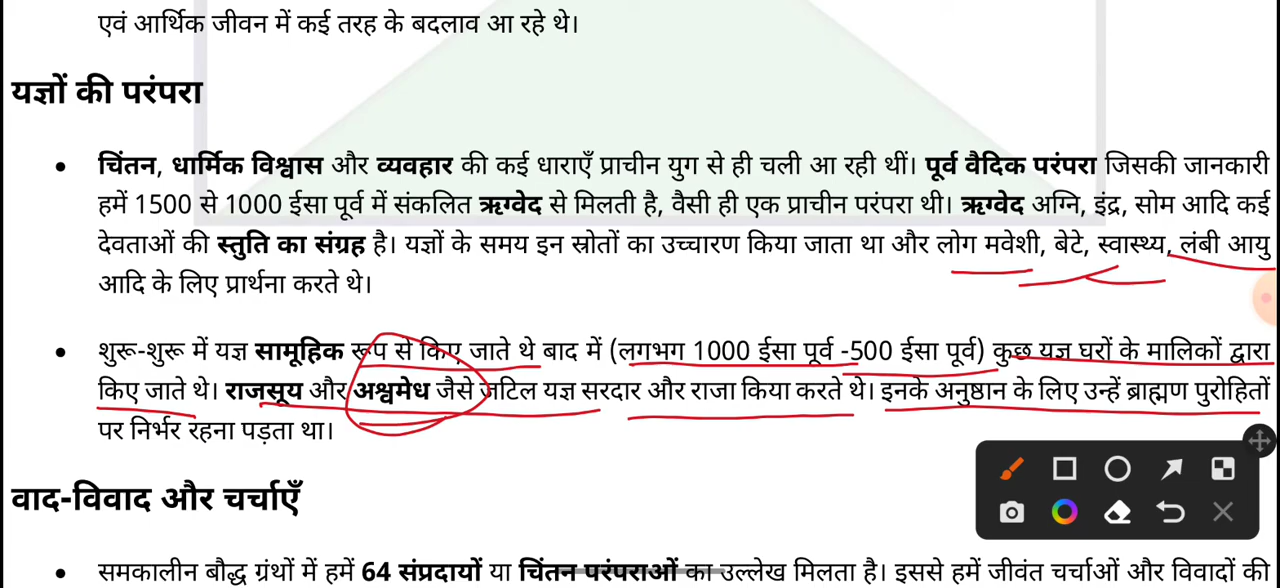 एवं आर्थिक जीवन में कई तरह के बदलाव आ रहे थे।
यज्ञों की परंपरा
• चिंतन, धार्मिक विश्वास और व्यवहार की कई धाराएँ प्राचीन युग से ही चली आ रही थीं। पूर्व वैदिक परंपरा जिसकी जानकारी
हमें 1500 से 1000 ईसा पूर्व में संकलित ऋग्वेद से मिलती है, वैसी ही एक प्राचीन परंपरा थी। ऋग्वेद अग्नि, इंद्र, सोम आदि कई
देवताओं की स्तुति का संग्रह है। यज्ञों के समय इन स्रोतों का उच्चारण किया जाता था और लोग मवेशी, बेटे, स्वास्थ्य, लंबी आयु
आदि के लिए प्रार्थना करते थे।
• शुरू-शुरू में यज्ञ सामूहिक रूप से किए जाते थे बाद में (लगभग 1000 ईसा पूर्व -500 ईसा पूर्व) कुछ यज्ञ घरों के मालिकों द्वारा
किए जाते थे। राजसूय और अश्वमेध जैसे जटिल यज्ञ सरदार और राजा किया करते थे। इनके अनुष्ठान के लिए उन्हें ब्राह्मण पुरोहितों
पर निर्भर रहना पड़ता था।
वाद-विवाद और चर्चाएँ
• समकालीन बौद्ध ग्रंथों में हमें 64 संप्रदायों या चिंतन परंपराओं का उल्लेख मिलता है। इससे हमें जीवंत चर्चाओं और विवादों की